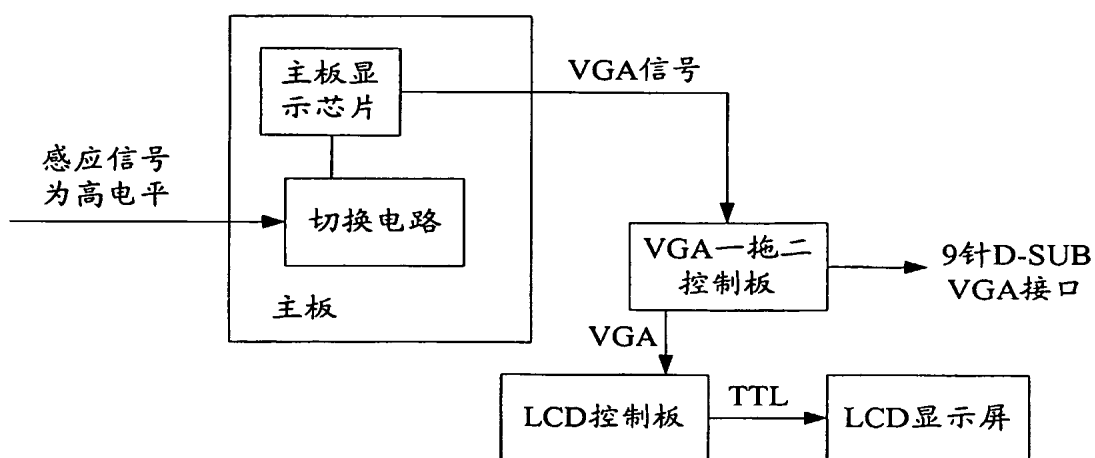 主板显
示芯片
VGA信号
感应信号
为高电平
切换电路
主板
VGA一拖二
控制板
9针D-SUB
VGA接口
VGA
LCD控制板
TTL
LCD显示屏